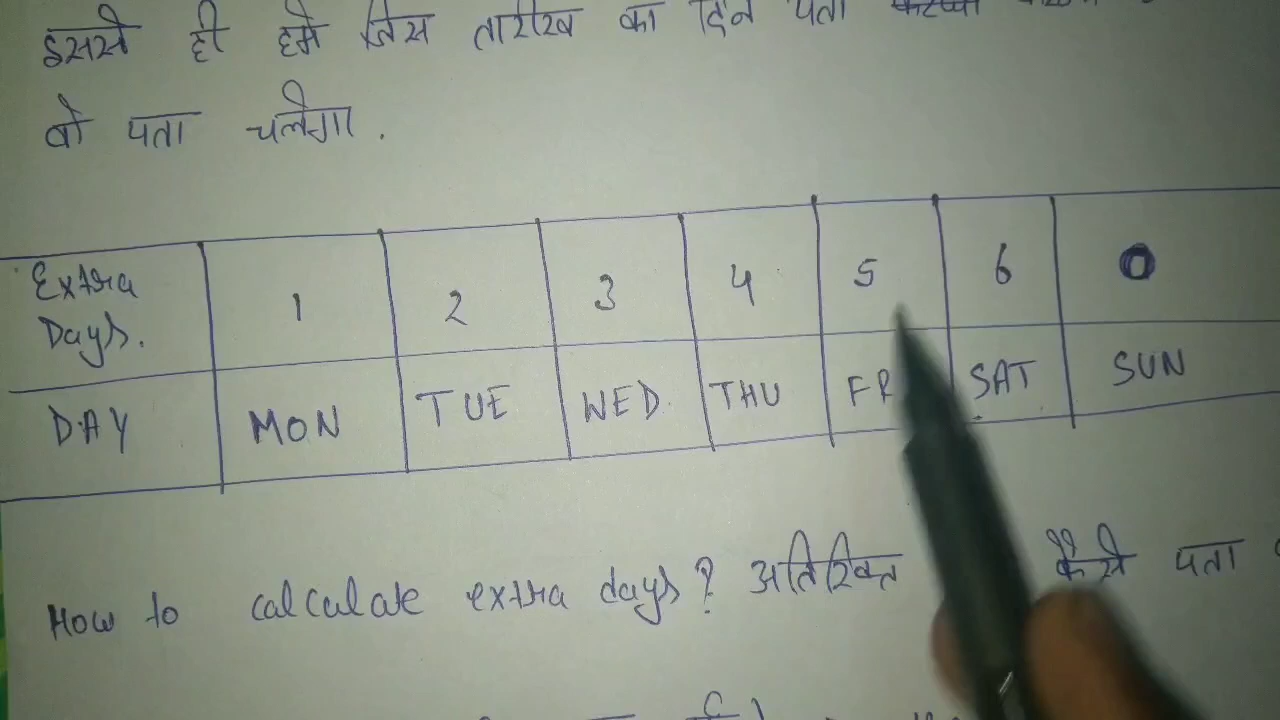 इससे ही हमे जिस तारीख का दिन पता
वो पता चलेगा.
Extra Days. 1 2 3 4 5 6 0
DAY MON TUE WED. THU FR SAT SUN
How to calculate extra days? अतिरिक्त कैसे पता